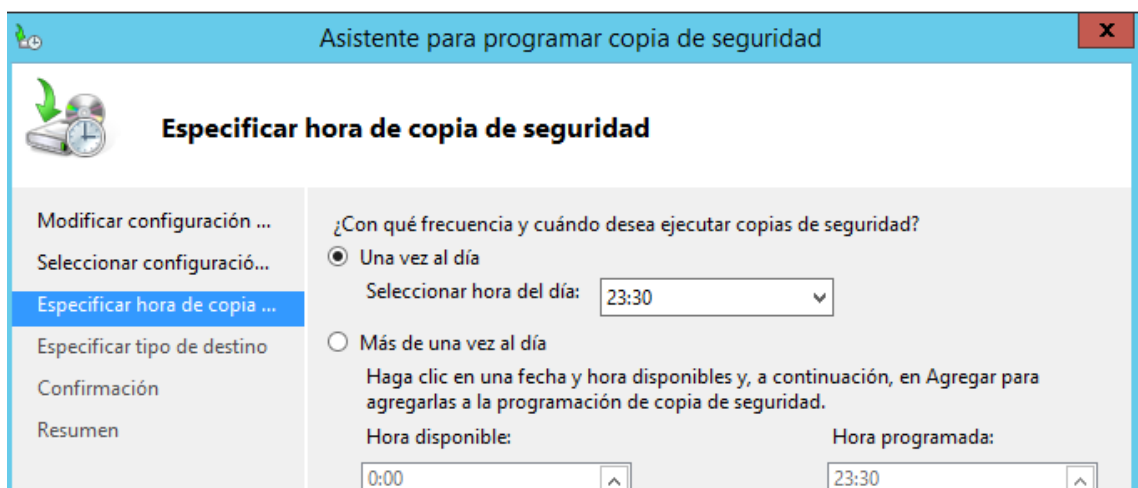 Asistente para programar copia de seguridad
x
Especificar hora de copia de seguridad
Modificar configuración ...
Seleccionar configuració...
Especificar hora de copia ...
Especificar tipo de destino
Confirmación
Resumen
¿Con qué frecuencia y cuándo desea ejecutar copias de seguridad?
Una vez al día
Seleccionar hora del día: 23:30
Más de una vez al día
Haga clic en una fecha y hora disponibles y, a continuación, en Agregar para
agregarlas a la programación de copia de seguridad.
Hora disponible: Hora programada:
0:00 23:30